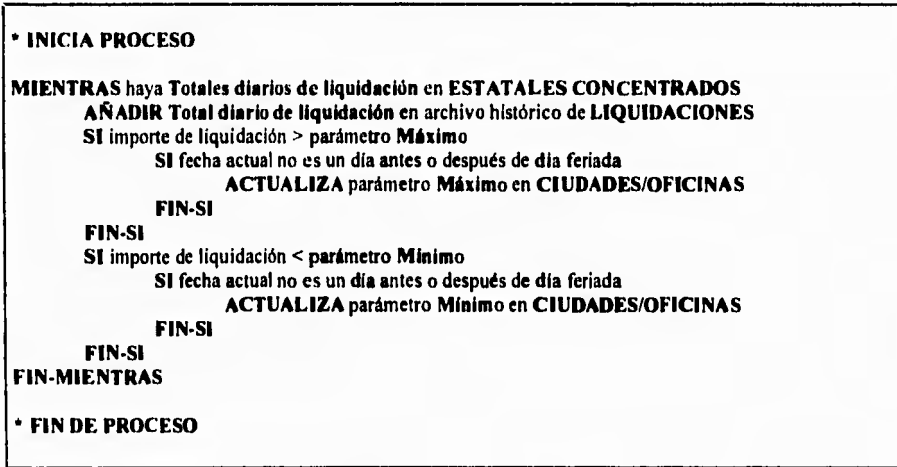 * INICIA PROCESO
MIENTRAS haya Totales diarios de liquidación en ESTATALES CONCENTRADOS
AÑADIR Total diario de liquidación en archivo histórico de LIQUIDACIONES
SI importe de liquidación > parámetro Máximo
SI fecha actual no es un día antes o después de día feriada
ACTUALIZA parámetro Máximo en CIUDADES/OFICINAS
FIN-SI
FIN-SI
SI importe de liquidación < parámetro Mínimo
SI fecha actual no es un día antes o después de día feriada
ACTUALIZA parámetro Mínimo en CIUDADES/OFICINAS
FIN-SI
FIN-SI
FIN-MIENTRAS
* FIN DE PROCESO